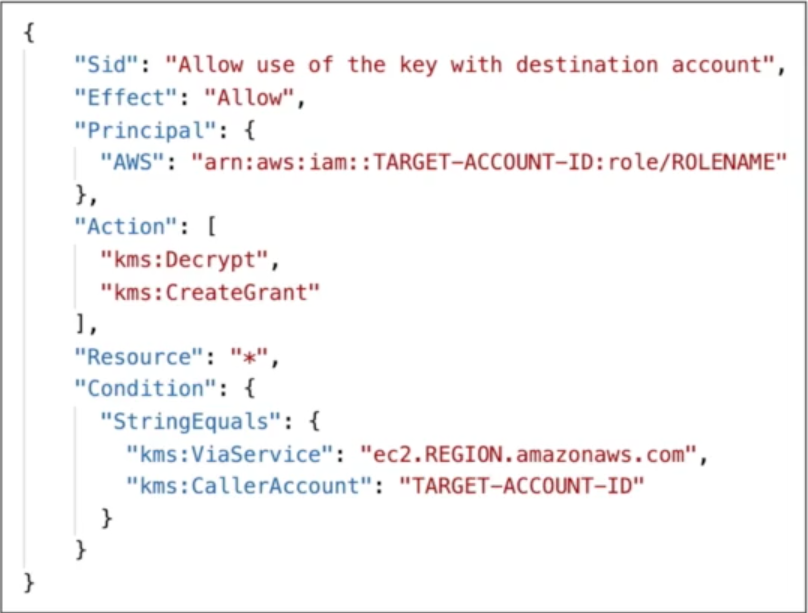 {
"Sid": "Allow use of the key with destination account",
"Effect": "Allow",
"Principal": {
"AWS": "arn:aws:iam::TARGET-ACCOUNT-ID:role/ROLENAME"
},
"Action": [
"kms:Decrypt",
"kms:CreateGrant"
],
"Resource": "*",
"Condition": {
"StringEquals": {
"kms:ViaService": "ec2.REGION.amazonaws.com",
"kms:CallerAccount": "TARGET-ACCOUNT-ID"
}
}
}